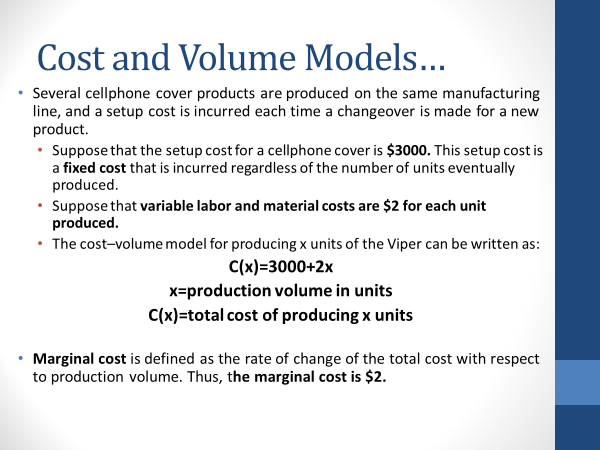 Cost and Volume Models…
• Several cellphone cover products are produced on the same manufacturing
line, and a setup cost is incurred each time a changeover is made for a new
product.
• Suppose that the setup cost for a cellphone cover is $3000. This setup cost is
a fixed cost that is incurred regardless of the number of units eventually
produced.
• Suppose that variable labor and material costs are $2 for each unit
produced.
• The cost–volume model for producing x units of the Viper can be written as:
C(x)=3000+2x
x=production volume in units
C(x)=total cost of producing x units
• Marginal cost is defined as the rate of change of the total cost with respect
to production volume. Thus, the marginal cost is $2.